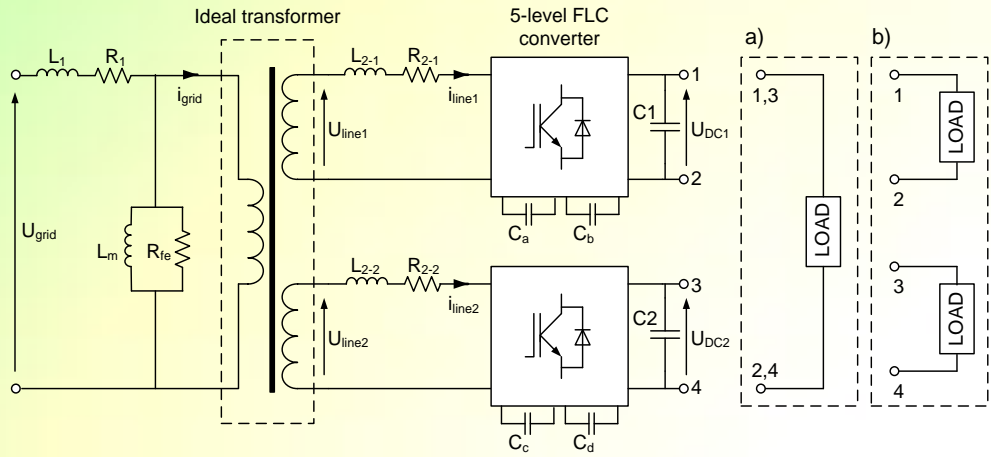 Ideal transformer
5-level FLC
converter
a)
b)
L1
R1
igrid
L2-1
R2-1
iline1
Uline1
C1
1
UDC1
2
Ca
Cb
Ugrid
Lm
Rfe
L2-2
R2-2
iline2
Uline2
C2
3
UDC2
4
Cc
Cd
1,3
LOAD
2,4
1
LOAD
2
3
LOAD
4